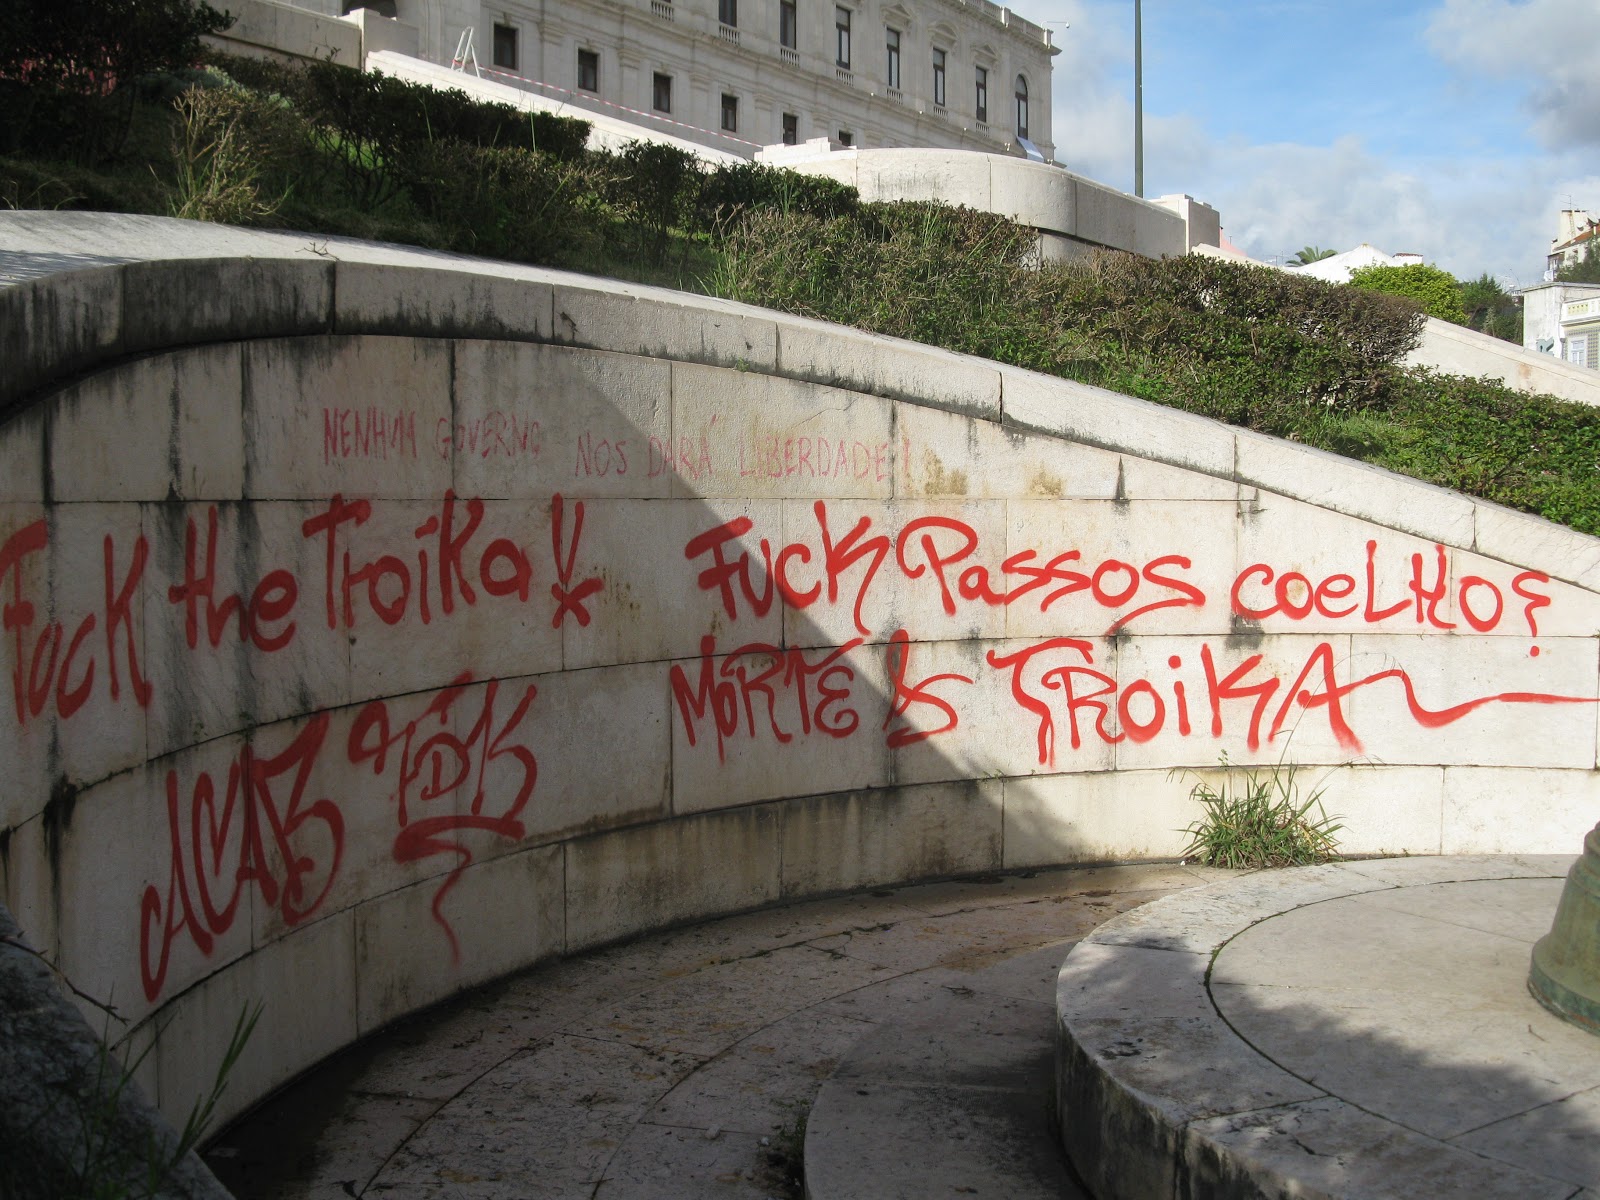 NENHUM GOVERNO NOS DARÁ LIBERDADE!
Fuck the Troika!
Fuck Passos COELHO!
MORTE à TROIKA
ACAB